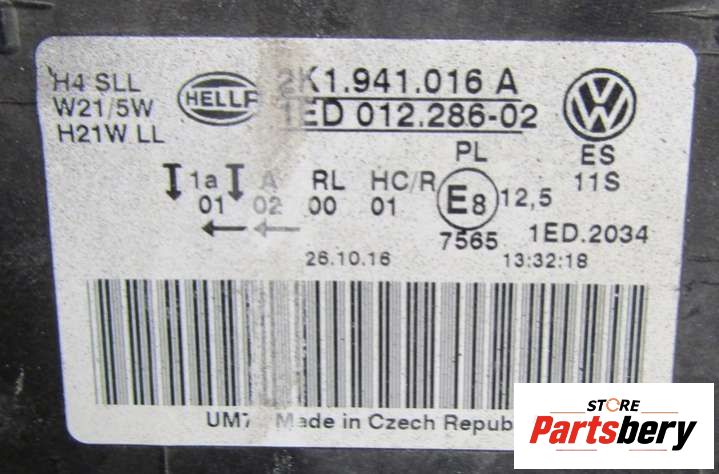 H4 SLL
W21/5W
H21W LL
HELLA
2K1.941.016 A
1ED 012.286-02
VW
PL
ES
11S
1a A RL HC/R E8 12,5
01 02 00 01
7565 1ED.2034
26.10.16 13:32:18
Made in Czech
STORE
Partsbery